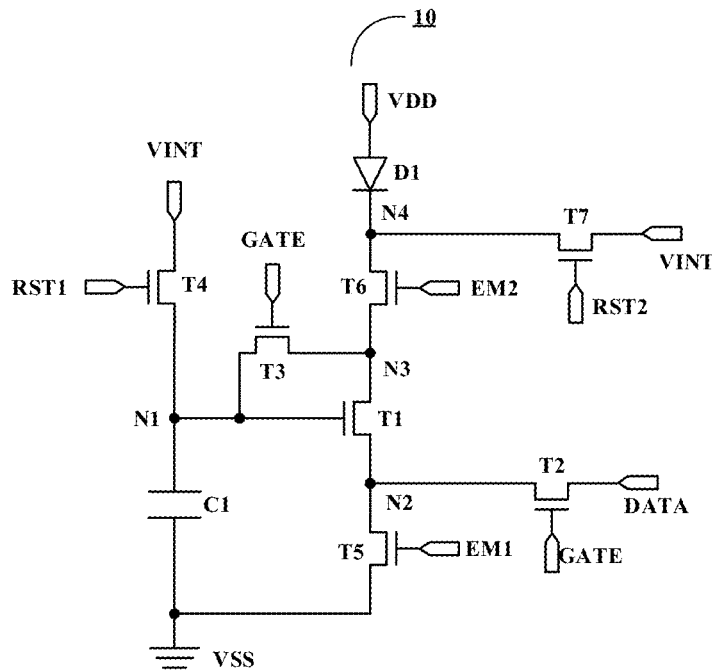 10
VDD
VINT
D1
N4
T7
GATE
VINT
RST1
T4
T6
EM2
RST2
T3
N3
N1
T1
T2
C1
N2
DATA
T5
EM1
GATE
VSS